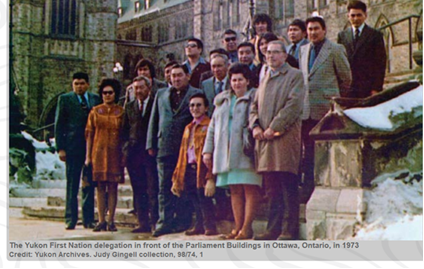 The Yukon First Nation delegation in front of the Parliament Buildings in Ottawa, Ontario, in 1973
Credit: Yukon Archives. Judy Gingell collection, 98/74, 1